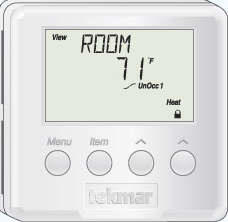 View ROOM
71 °F
UnOcc 1
Heat
Menu Item
tekmar